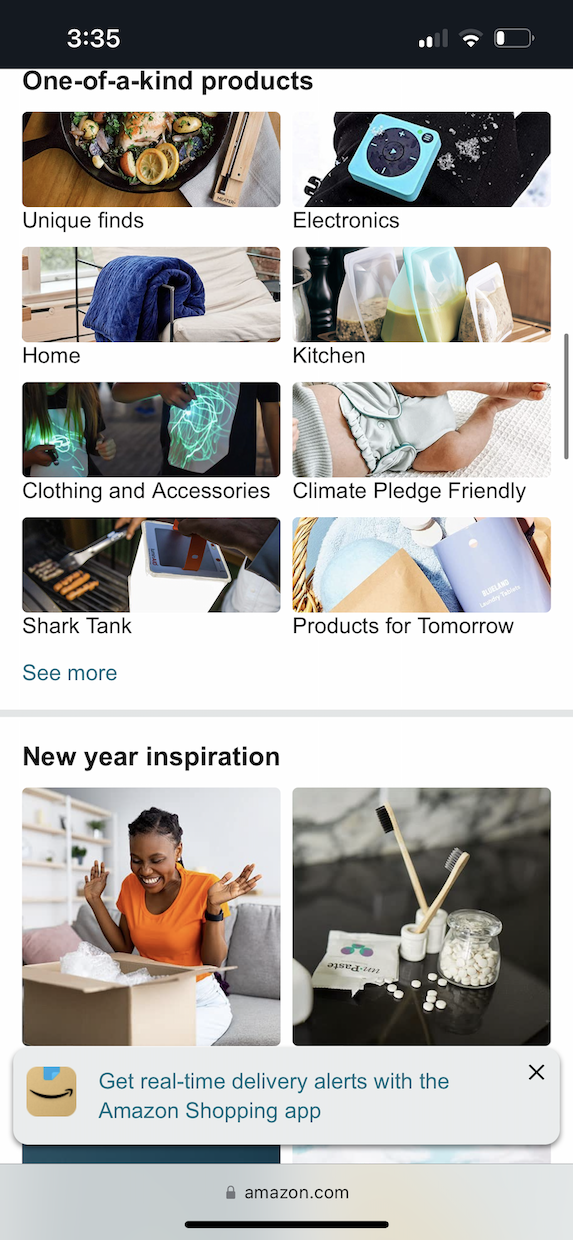 3:35
One-of-a-kind products
Unique finds
Electronics
Home
Kitchen
Clothing and Accessories
Climate Pledge Friendly
Shark Tank
Products for Tomorrow
See more
New year inspiration
un-Paste
Get real-time delivery alerts with the
Amazon Shopping app
amazon.com